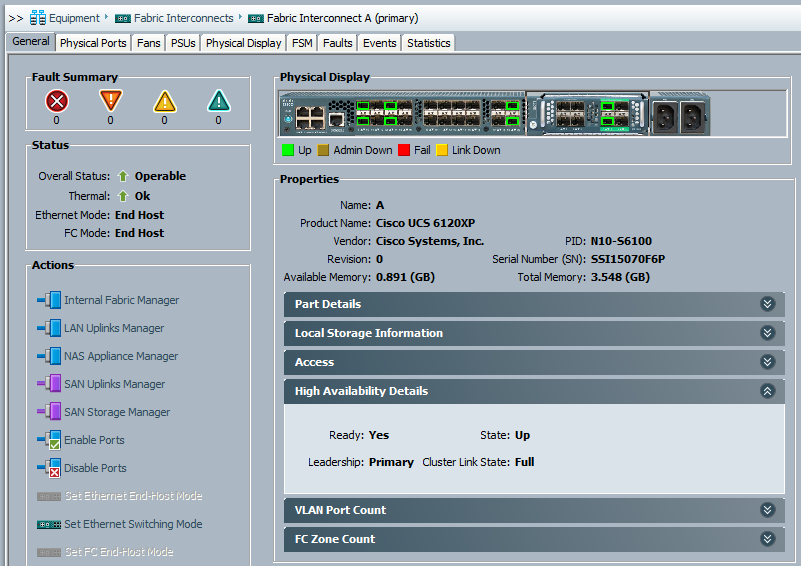 >> Equipment Fabric Interconnects Fabric Interconnect A (primary)
General Physical Ports Fans PSUs Physical Display FSM Faults Events Statistics
Fault Summary
0 0 0 0
Status
Overall Status: Operable
Thermal: Ok
Ethernet Mode: End Host
FC Mode: End Host
Actions
Internal Fabric Manager
LAN Uplinks Manager
NAS Appliance Manager
SAN Uplinks Manager
SAN Storage Manager
Enable Ports
Disable Ports
Set Ethernet End-Host Mode
Set Ethernet Switching Mode
Set FC End-Host Mode
Physical Display
Up Admin Down Fail Link Down
Properties
Name: A
Product Name: Cisco UCS 6120XP
Vendor: Cisco Systems, Inc. PID: N10-S6100
Revision: 0 Serial Number (SN): SSI15070F6P
Available Memory: 0.891 (GB) Total Memory: 3.548 (GB)
Part Details
Local Storage Information
Access
High Availability Details
Ready: Yes State: Up
Leadership: Primary Cluster Link State: Full
VLAN Port Count
FC Zone Count